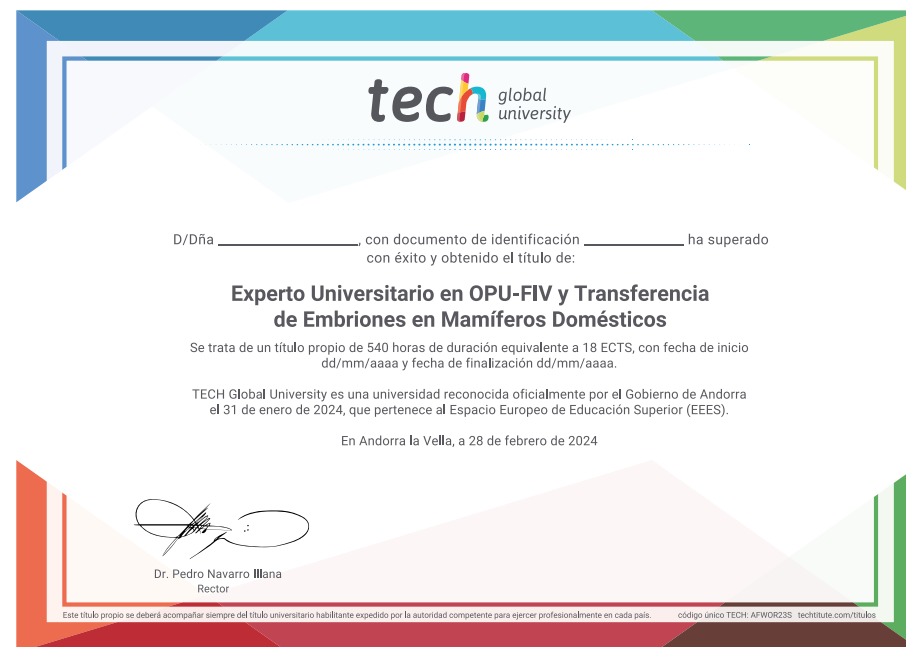 tech global university
D/Dña ________________, con documento de identificación ____________ ha superado
con éxito y obtenido el título de:
Experto Universitario en OPU-FIV y Transferencia
de Embriones en Mamíferos Domésticos
Se trata de un título propio de 540 horas de duración equivalente a 18 ECTS, con fecha de inicio
dd/mm/aaaa y fecha de finalización dd/mm/aaaa.
TECH Global University es una universidad reconocida oficialmente por el Gobierno de Andorra
el 31 de enero de 2024, que pertenece al Espacio Europeo de Educación Superior (EEES).
En Andorra la Vella, a 28 de febrero de 2024
Dr. Pedro Navarro Illana
Rector
Este título propio se deberá acompañar siempre del título universitario habilitante expedido por la autoridad competente para ejercer profesionalmente en cada país. código único TECH: AFWOR23S techtitute.com/titulos